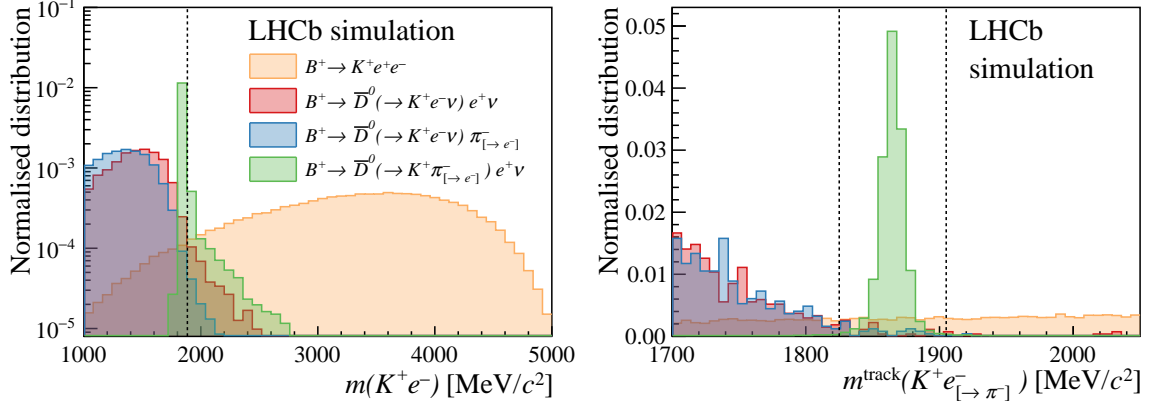 LHCb simulation
B⁺→ K⁺e⁺e⁻
B⁺→ D̅⁰(→ K⁺e⁻ν) e⁺ν
B⁺→ D̅⁰(→ K⁺e⁻ν) π⁻[→ e⁻]
B⁺→ D̅⁰(→ K⁺π⁻[→ e⁻]) e⁺ν
Normalised distribution
10⁻¹
10⁻²
10⁻³
10⁻⁴
10⁻⁵
1000 2000 3000 4000 5000
m(K⁺e⁻) [MeV/c²]
LHCb
simulation
Normalised distribution
0.05
0.04
0.03
0.02
0.01
0.00
1700 1800 1900 2000
mᵗʳᵃᶜᵏ(K⁺e⁻[→ π⁻]) [MeV/c²]